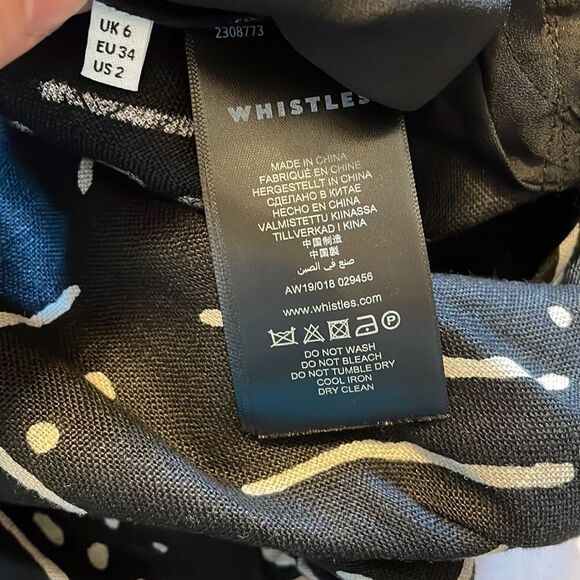 UK 6
EU 34
US 2
2308773
WHISTLES
MADE IN CHINA
FABRIQUÉ EN CHINE
HERGESTELLT IN CHINA
СДЕЛАНО В КИТАЕ
HECHO EN CHINA
VALMISTETTU KIINASSA
TILLVERKAD I KINA
中国制造
中國製
صنع في الصين
AW19/018 029456
www.whistles.com
P
DO NOT WASH
DO NOT BLEACH
DO NOT TUMBLE DRY
COOL IRON
DRY CLEAN